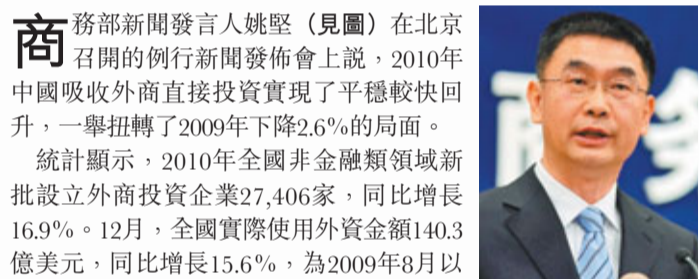 商務部新聞發言人姚堅（見圖）在北京
召開的例行新聞發佈會上説，2010年
中國吸收外商直接投資實現了平穩較快回
升，一舉扭轉了2009年下降2.6%的局面。
統計顯示，2010年全國非金融類領域新
批設立外商投資企業27,406家，同比增長
16.9%。12月，全國實際使用外資金額140.3
億美元，同比增長15.6%，為2009年8月以
商務